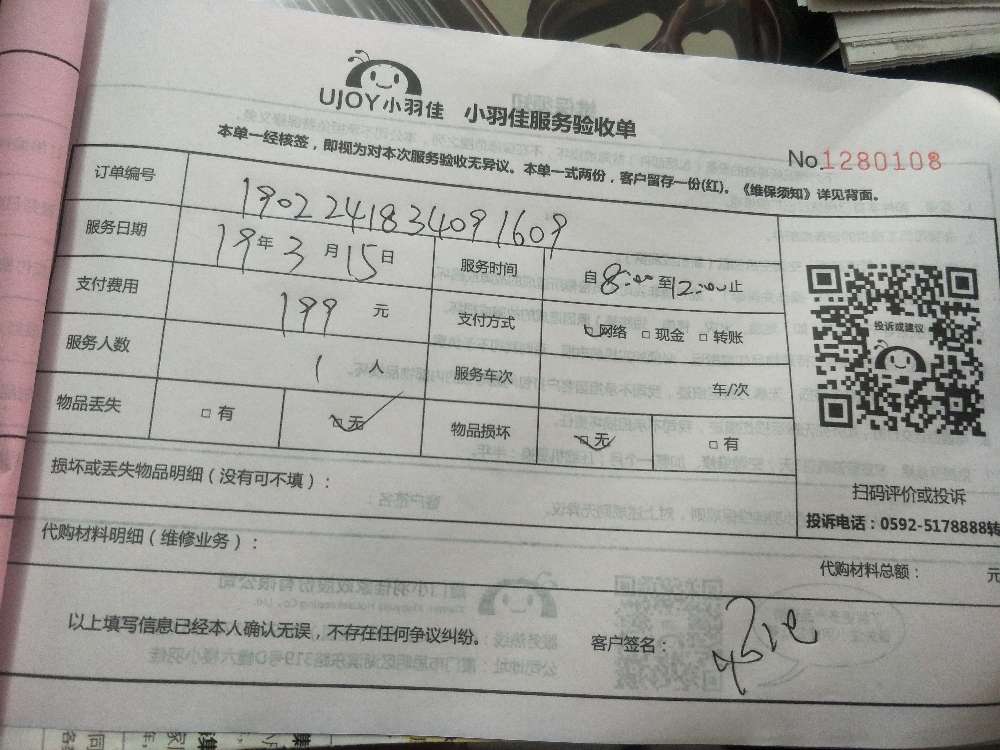 UJOY小羽佳 小羽佳服务验收单
本单一经核签，即视为对本次服务验收无异议。本单一式两份，客户留存一份(红)。《维保须知》详见背面。
No.1280108
订单编号 1902241834091609
服务日期 19年3月15日 服务时间 自8:00至12:00止
支付费用 199 元 支付方式 网络 现金 转账
服务人数 1 人 服务车次 车/次
物品丢失 有 无 物品损坏 无 有
投诉或建议
扫码评价或投诉
投诉电话：0592-5178888转
损坏或丢失物品明细（没有可不填）：
代购材料明细（维修业务）：
代购材料总额： 元
以上填写信息已经本人确认无误，不存在任何争议纠纷。 客户签名：